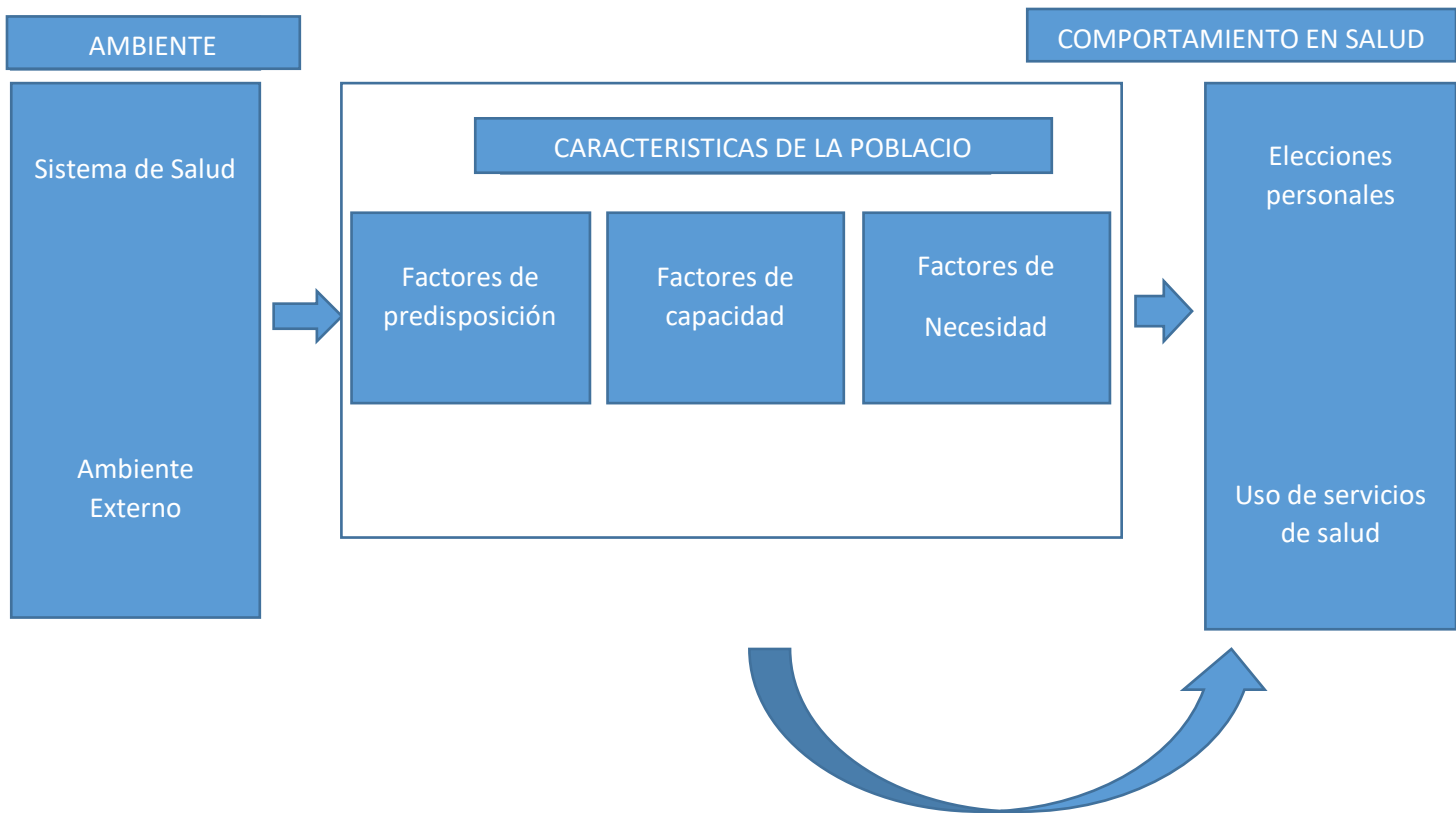 AMBIENTE
COMPORTAMIENTO EN SALUD
Sistema de Salud
Ambiente
Externo
CARACTERISTICAS DE LA POBLACIO
Factores de
predisposición
Factores de
capacidad
Factores de
Necesidad
Elecciones
personales
Uso de servicios
de salud